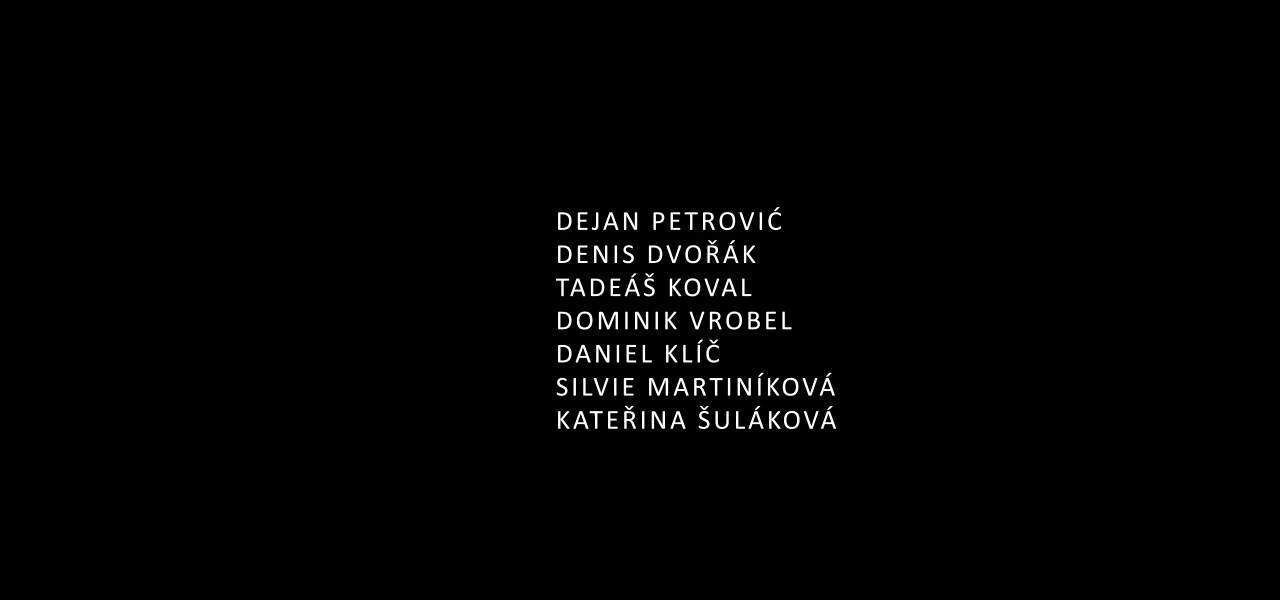 DEJAN PETROVIĆ
DENIS DVOŘÁK
TADEÁŠ KOVAL
DOMINIK VROBEL
DANIEL KLÍČ
SILVIE MARTINÍKOVÁ
KATEŘINA ŠULÁKOVÁ